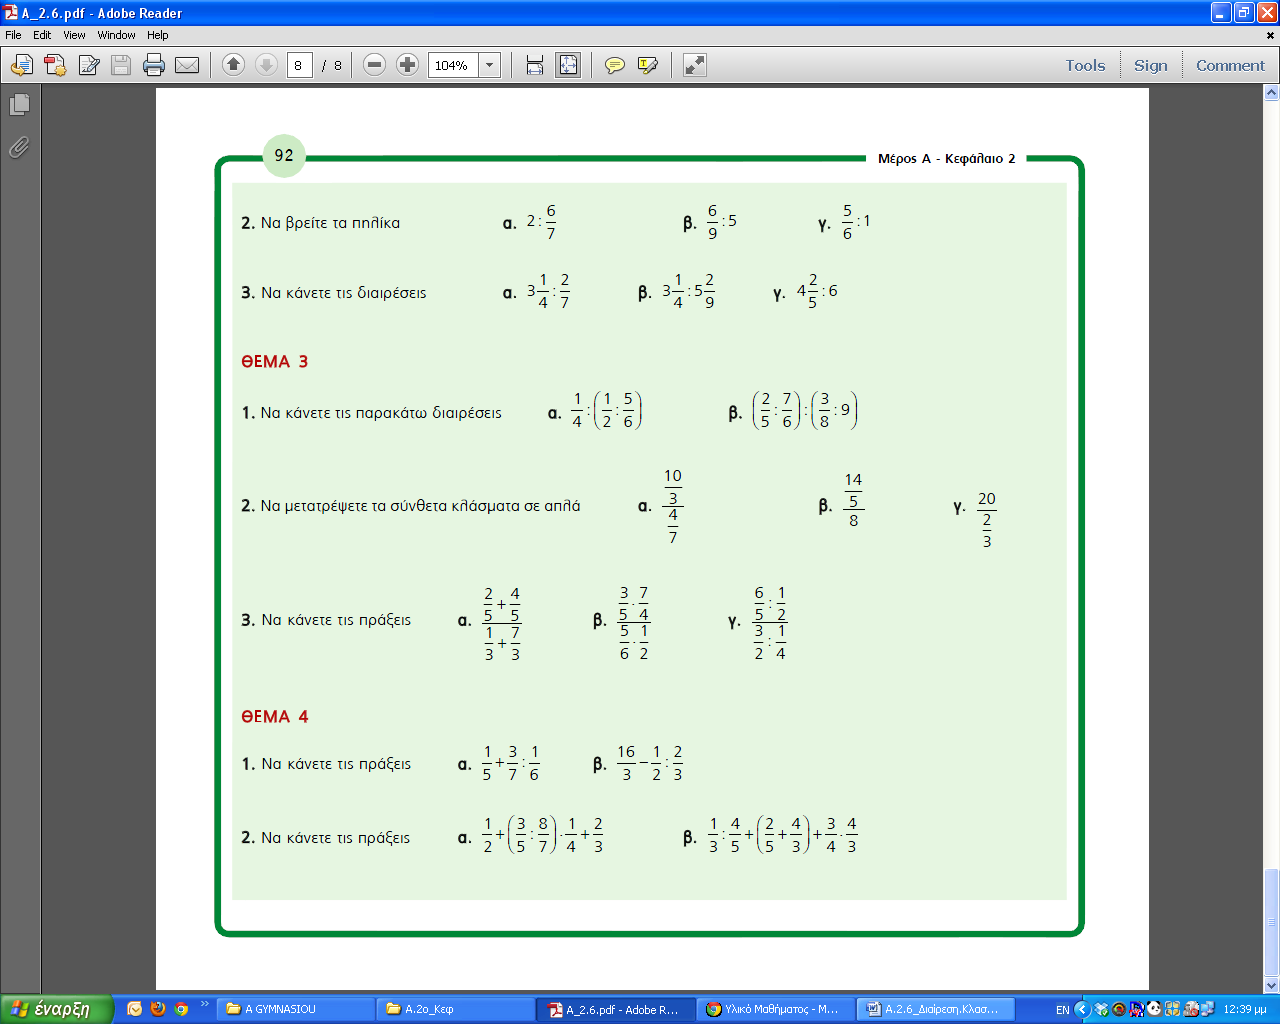 A_2.6.pdf - Adobe Reader
File Edit View Window Help
8 / 8 104% Tools Sign Comment
92 Μέρος Α - Κεφάλαιο 2
2. Να βρείτε τα πηλίκα α. 2 : 6/7 β. 6/9 : 5 γ. 5/6 : 1
3. Να κάνετε τις διαιρέσεις α. 3 1/4 : 2/7 β. 3 1/4 : 5 2/9 γ. 4 2/5 : 6
ΘΕΜΑ 3
1. Να κάνετε τις παρακάτω διαιρέσεις α. 1/4 : (1/2 : 5/6) β. (2/5 : 7/6) : (3/8 : 9)
2. Να μετατρέψετε τα σύνθετα κλάσματα σε απλά α. (10/3)/(4/7) β. (14/5)/8 γ. 20/(2/3)
3. Να κάνετε τις πράξεις α. (2/5 + 4/5)/(1/3 + 7/3) β. (3/5 · 7/4)/(5/6 · 1/2) γ. (6/5 : 1/2)/(3/2 : 1/4)
ΘΕΜΑ 4
1. Να κάνετε τις πράξεις α. 1/5 + 3/7 : 1/6 β. 16/3 − 1/2 : 2/3
2. Να κάνετε τις πράξεις α. 1/2 + (3/5 : 8/7) · 1/4 + 2/3 β. 1/3 : 4/5 + (2/5 + 4/3) + 3/4 · 4/3
έναρξη A GYMNASIOU Α.2ο_Κεφ A_2.6.pdf - Adobe R... Υλικό Μαθήματος - M... Α.2.6_Διαίρεση.Κλασ... EN 12:39 μμ